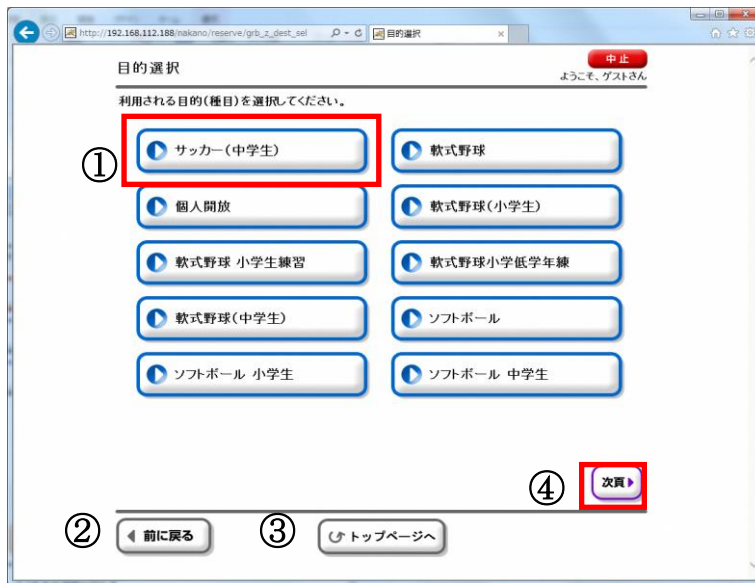 http://192.168.112.188/nakano/reserve/grb_z_dest_sel
目的選択
目的選択
中止
ようこそ、ゲストさん
利用される目的(種目)を選択してください。
①
サッカー(中学生)
軟式野球
個人開放
軟式野球(小学生)
軟式野球 小学生練習
軟式野球小学低学年練
軟式野球(中学生)
ソフトボール
ソフトボール 小学生
ソフトボール 中学生
④
次頁
②
前に戻る
③
トップページへ